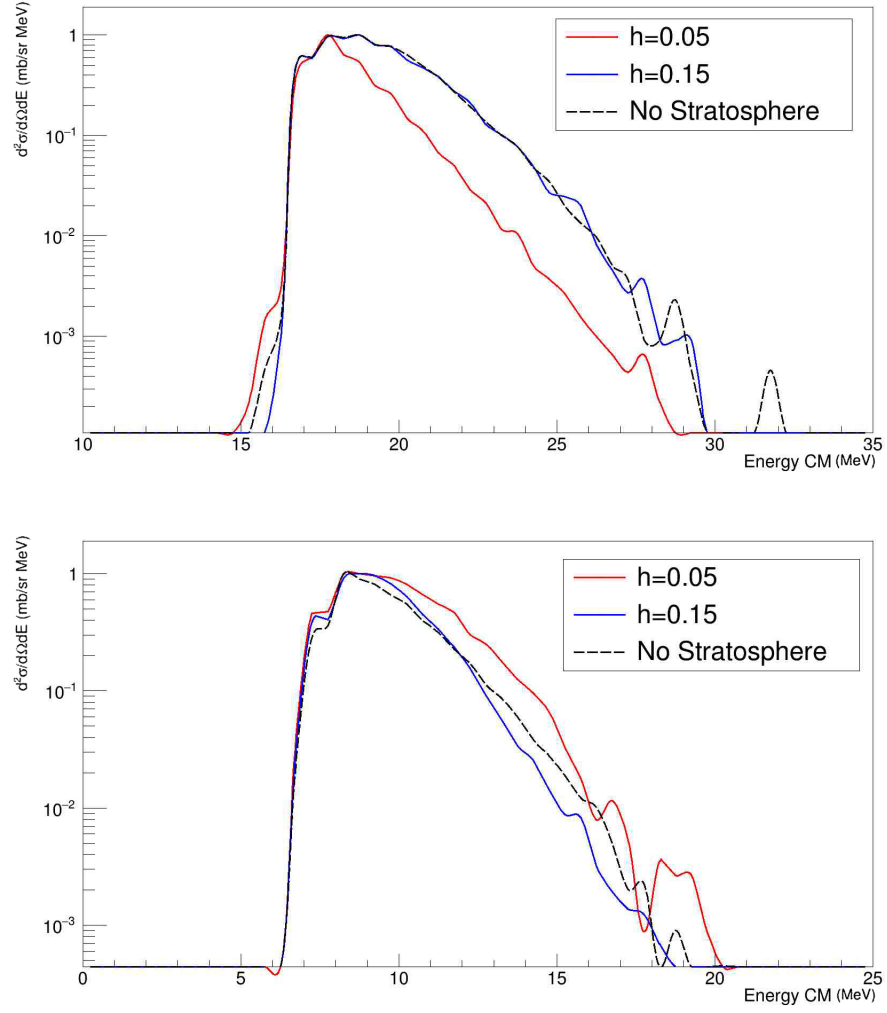 d²σ/dΩdE (mb/sr MeV)
1
10⁻¹
10⁻²
10⁻³
h=0.05
h=0.15
No Stratosphere
10 15 20 25 30 35
Energy CM (MeV)
d²σ/dΩdE (mb/sr MeV)
1
10⁻¹
10⁻²
10⁻³
h=0.05
h=0.15
No Stratosphere
0 5 10 15 20 25
Energy CM (MeV)